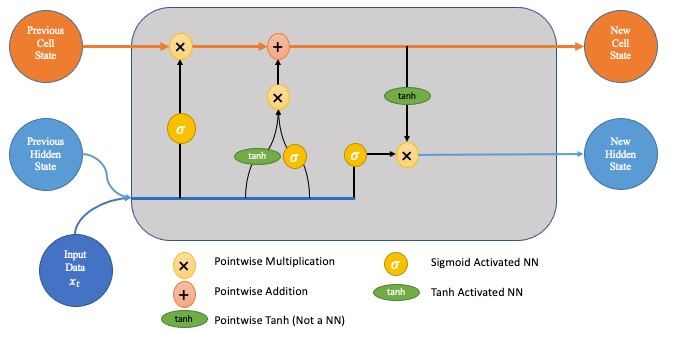 Previous
Cell
State
New
Cell
State
×
+
×
tanh
σ
Previous
Hidden
State
tanh
σ
σ
×
New
Hidden
State
Input
Data
xₜ
× Pointwise Multiplication
σ Sigmoid Activated NN
+ Pointwise Addition
tanh Tanh Activated NN
tanh Pointwise Tanh (Not a NN)